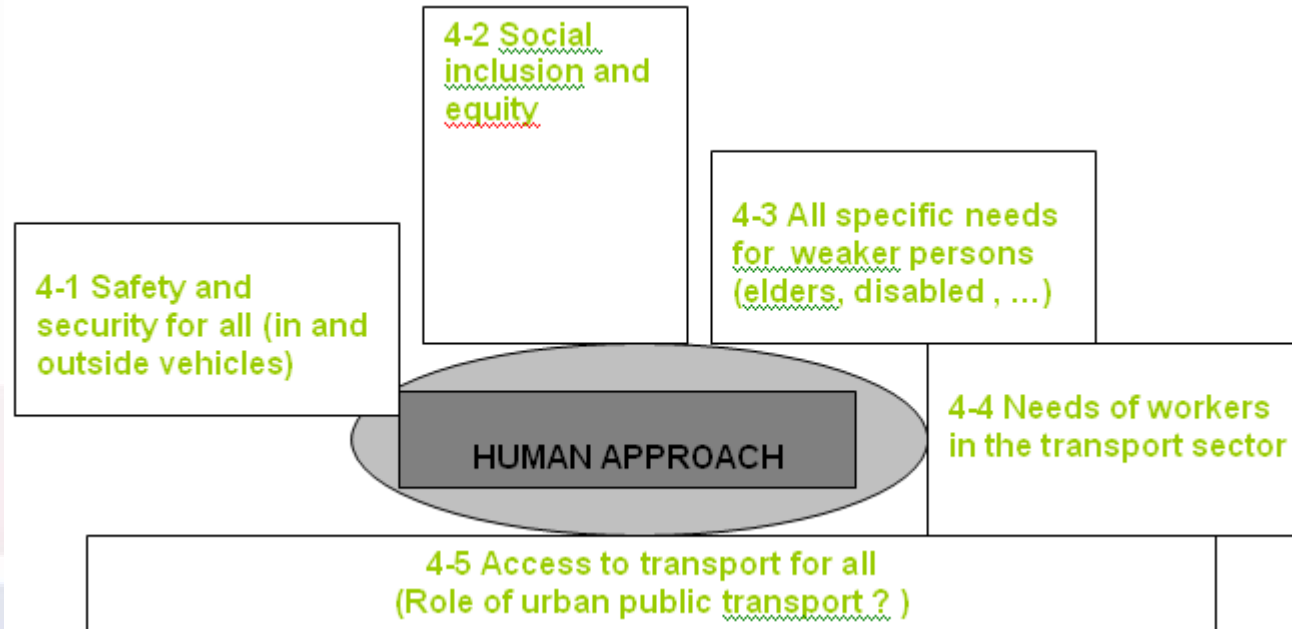 4-2 Social
inclusion and
equity
4-3 All specific needs
for weaker persons
(elders, disabled , ...)
4-1 Safety and
security for all (in and
outside vehicles)
4-4 Needs of workers
in the transport sector
HUMAN APPROACH
4-5 Access to transport for all
(Role of urban public transport ? )